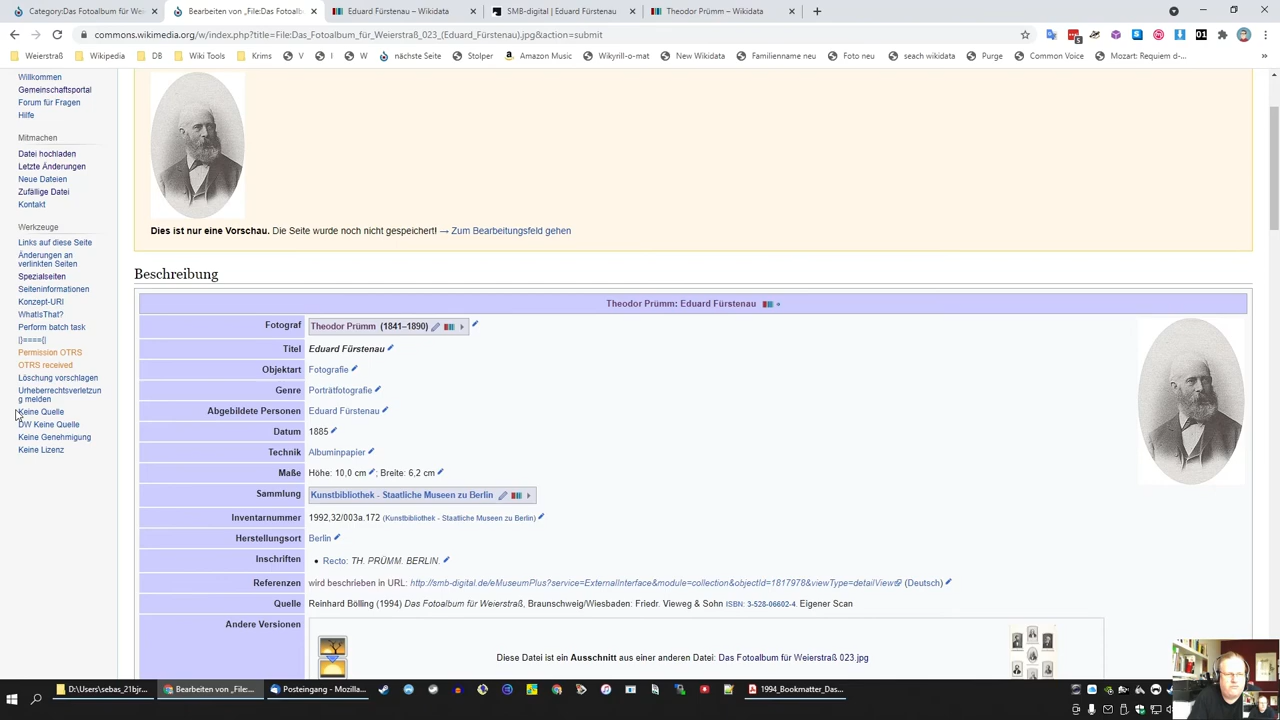 Category:Das Fotoalbum für W
Bearbeiten von „File:Das Fotoalb
Eduard Fürstenau – Wikidata
SMB-digital | Eduard Fürstenau
Theodor Prümm – Wikidata
commons.wikimedia.org/w/index.php?title=File:Das_Fotoalbum_für_Weierstraß_023_(Eduard_Fürstenau).jpg&action=submit
Weierstraß
Wikipedia
DB
Wiki Tools
Krims
V
I
W
nächste Seite
Stolper
Amazon Music
Wikyrill-o-mat
New Wikidata
Familienname neu
Foto neu
seach wikidata
Purge
Common Voice
Mozart: Requiem d-...
Willkommen
Gemeinschaftsportal
Forum für Fragen
Hilfe
Mitmachen
Datei hochladen
Letzte Änderungen
Neue Dateien
Zufällige Datei
Kontakt
Werkzeuge
Links auf diese Seite
Änderungen an
verlinkten Seiten
Spezialseiten
Seiteninformationen
Konzept-URI
WhatIsThat?
Perform batch task
|}===={|
Permission OTRS
OTRS received
Löschung vorschlagen
Urheberrechtsverletzun
g melden
Keine Quelle
DW Keine Quelle
Keine Genehmigung
Keine Lizenz
Dies ist nur eine Vorschau. Die Seite wurde noch nicht gespeichert! → Zum Bearbeitungsfeld gehen
Beschreibung
Theodor Prümm: Eduard Fürstenau
Fotograf Theodor Prümm (1841–1890)
Titel Eduard Fürstenau
Objektart Fotografie
Genre Porträtfotografie
Abgebildete Personen Eduard Fürstenau
Datum 1885
Technik Albuminpapier
Maße Höhe: 10,0 cm ; Breite: 6,2 cm
Sammlung Kunstbibliothek - Staatliche Museen zu Berlin
Inventarnummer 1992,32/003a.172 (Kunstbibliothek - Staatliche Museen zu Berlin)
Herstellungsort Berlin
Inschriften • Recto: TH. PRÜMM. BERLIN.
Referenzen wird beschrieben in URL: http://smb-digital.de/eMuseumPlus?service=ExternalInterface&module=collection&objectId=1817978&viewType=detailView (Deutsch)
Quelle Reinhard Bölling (1994) Das Fotoalbum für Weierstraß, Braunschweig/Wiesbaden: Friedr. Vieweg & Sohn ISBN: 3-528-06602-4. Eigener Scan
Andere Versionen
Diese Datei ist ein Ausschnitt aus einer anderen Datei: Das Fotoalbum für Weierstraß 023.jpg
D:\Users\sebas_21bjr...
Bearbeiten von „File:...
Posteingang - Mozilla...
1994_Bookmatter_Das...